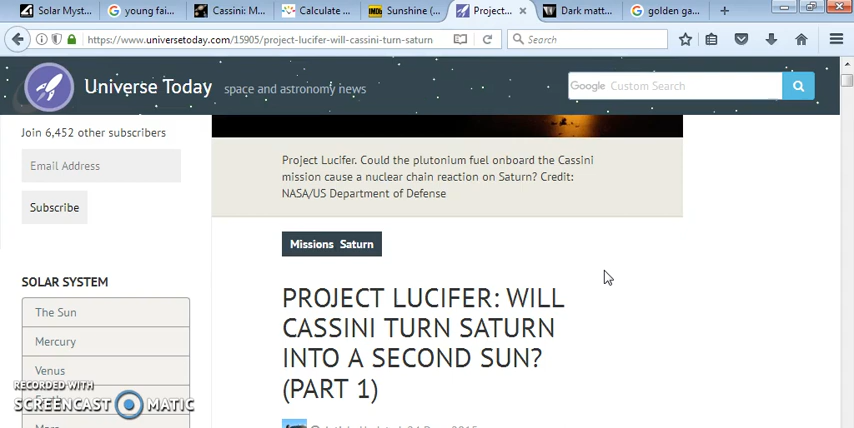 Solar Myst...
young fai...
Cassini: M...
Calculate ...
IMDb
Sunshine (...
Project...
Dark matt...
golden ga...
https://www.universetoday.com/15905/project-lucifer-will-cassini-turn-saturn
Search
Universe Today
space and astronomy news
Google Custom Search
Join 6,452 other subscribers
Email Address
Subscribe
Project Lucifer. Could the plutonium fuel onboard the Cassini
mission cause a nuclear chain reaction on Saturn? Credit:
NASA/US Department of Defense
Missions Saturn
SOLAR SYSTEM
The Sun
Mercury
Venus
PROJECT LUCIFER: WILL
CASSINI TURN SATURN
INTO A SECOND SUN?
(PART 1)
RECORDED WITH
SCREENCAST MATIC